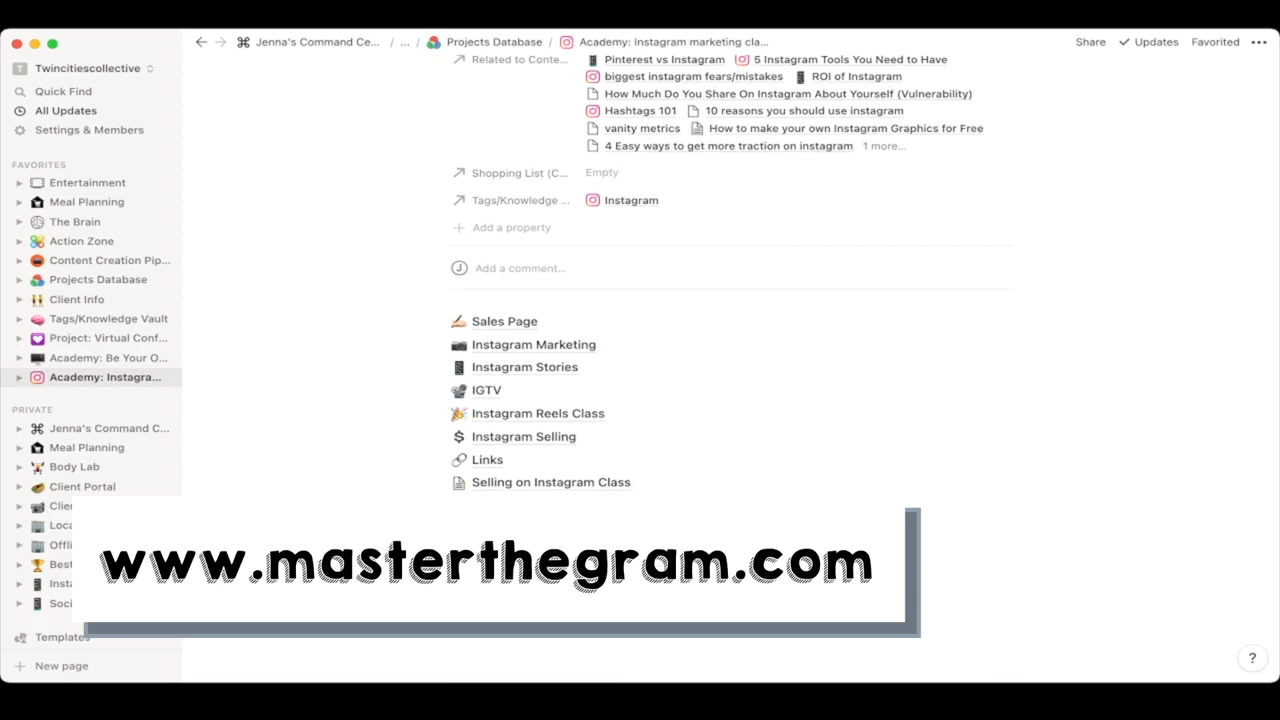 Jenna's Command Ce... / ... / Projects Database / Academy: Instagram marketing cla... Share Updates Favorited
T Twincitiescollective
Quick Find
All Updates
Settings & Members
FAVORITES
Entertainment
Meal Planning
The Brain
Action Zone
Content Creation Pip...
Projects Database
Client Info
Tags/Knowledge Vault
Project: Virtual Conf...
Academy: Be Your O...
Academy: Instagra...
PRIVATE
Jenna's Command C...
Meal Planning
Body Lab
Client Portal
Clie
Loca
Offli
Best
Insta
Soci
Templates
New page
Related to Conte... Pinterest vs Instagram 5 Instagram Tools You Need to Have
biggest instagram fears/mistakes ROI of Instagram
How Much Do You Share On Instagram About Yourself (Vulnerability)
Hashtags 101 10 reasons you should use instagram
vanity metrics How to make your own Instagram Graphics for Free
4 Easy ways to get more traction on instagram 1 more...
Shopping List (C... Empty
Tags/Knowledge ... Instagram
Add a property
J Add a comment...
Sales Page
Instagram Marketing
Instagram Stories
IGTV
Instagram Reels Class
$ Instagram Selling
Links
Selling on Instagram Class
www.masterthegram.com
?